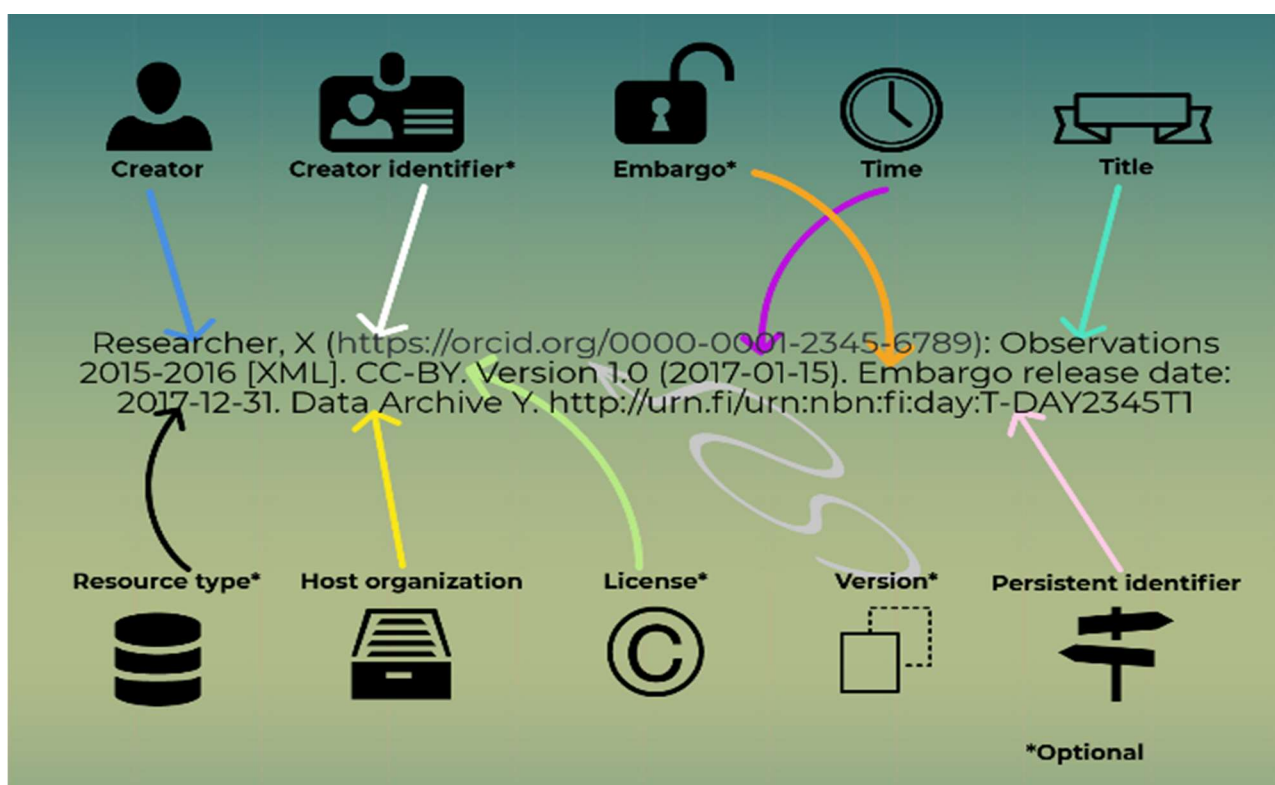 Creator
Creator identifier*
Embargo*
Time
Title
Researcher, X (https://orcid.org/0000-0001-2345-6789): Observations
2015-2016 [XML]. CC-BY. Version 1.0 (2017-01-15). Embargo release date:
2017-12-31. Data Archive Y. http://urn.fi/urn:nbn:fi:day:T-DAY2345T1
Resource type*
Host organization
License*
Version*
Persistent identifier
C
*Optional